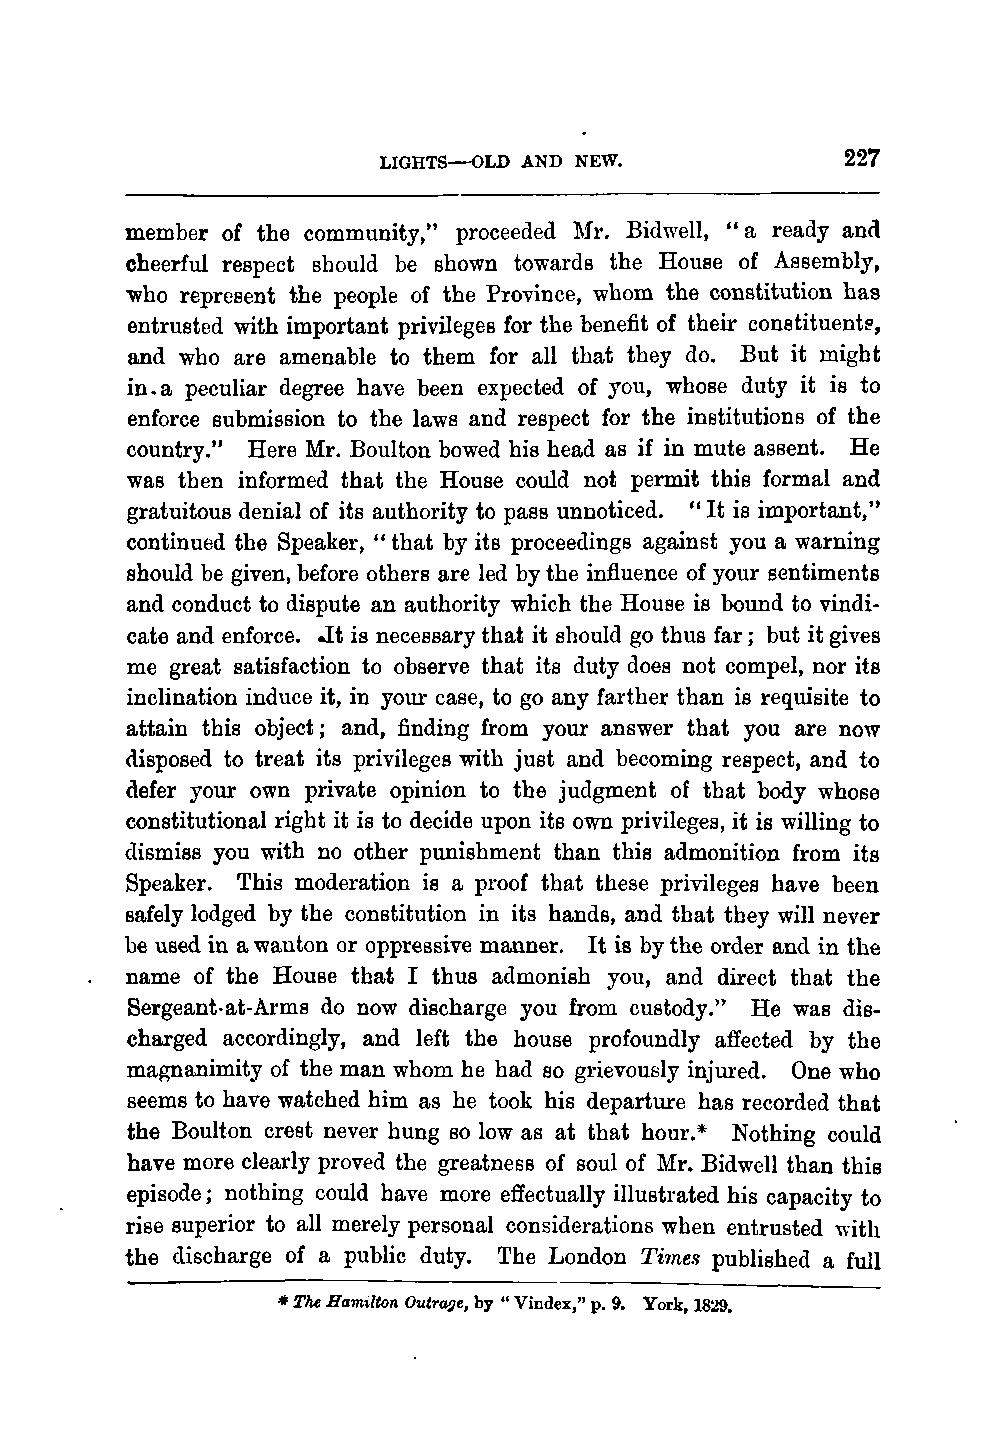 LIGHTS—OLD AND NEW. 227
member of the community," proceeded Mr. Bidwell, "a ready and
cheerful respect should be shown towards the House of Assembly,
who represent the people of the Province, whom the constitution has
entrusted with important privileges for the benefit of their constituents,
and who are amenable to them for all that they do. But it might
in a peculiar degree have been expected of you, whose duty it is to
enforce submission to the laws and respect for the institutions of the
country." Here Mr. Boulton bowed his head as if in mute assent. He
was then informed that the House could not permit this formal and
gratuitous denial of its authority to pass unnoticed. "It is important,"
continued the Speaker, "that by its proceedings against you a warning
should be given, before others are led by the influence of your sentiments
and conduct to dispute an authority which the House is bound to vindi-
cate and enforce. It is necessary that it should go thus far; but it gives
me great satisfaction to observe that its duty does not compel, nor its
inclination induce it, in your case, to go any farther than is requisite to
attain this object; and, finding from your answer that you are now
disposed to treat its privileges with just and becoming respect, and to
defer your own private opinion to the judgment of that body whose
constitutional right it is to decide upon its own privileges, it is willing to
dismiss you with no other punishment than this admonition from its
Speaker. This moderation is a proof that these privileges have been
safely lodged by the constitution in its hands, and that they will never
be used in a wanton or oppressive manner. It is by the order and in the
name of the House that I thus admonish you, and direct that the
Sergeant-at-Arms do now discharge you from custody." He was dis-
charged accordingly, and left the house profoundly affected by the
magnanimity of the man whom he had so grievously injured. One who
seems to have watched him as he took his departure has recorded that
the Boulton crest never hung so low as at that hour.* Nothing could
have more clearly proved the greatness of soul of Mr. Bidwell than this
episode; nothing could have more effectually illustrated his capacity to
rise superior to all merely personal considerations when entrusted with
the discharge of a public duty. The London Times published a full
* The Hamilton Outrage, by "Vindex," p. 9. York, 1829.